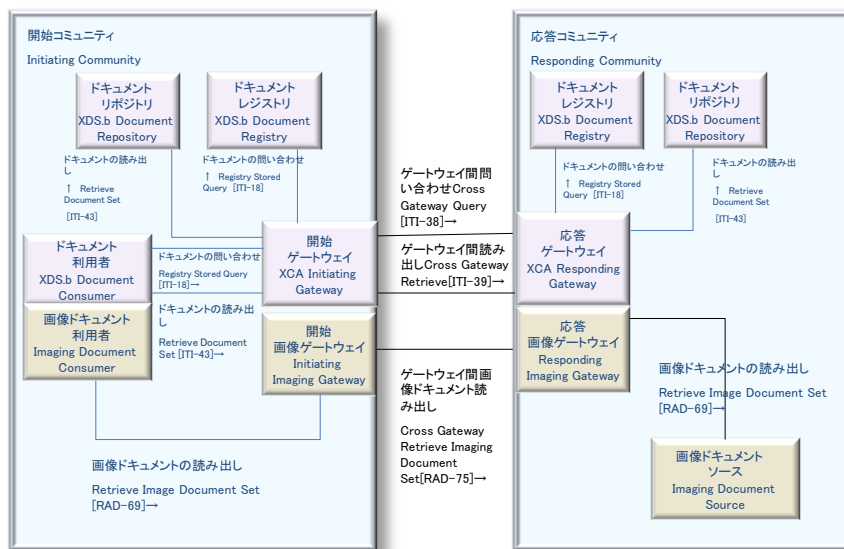 開始コミュニティ
Initiating Community
ドキュメント
リポジトリ
XDS.b Document
Repository
ドキュメント
レジストリ
XDS.b Document
Registry
ドキュメントの読み出
し
↑ Retrieve
Document Set
[ITI-43]
ドキュメントの問い合わせ
↑ Registry Stored
Query [ITI-18]
ドキュメント
利用者
XDS.b Document
Consumer
ドキュメントの問い合わせ
Registry Stored Query
[ITI-18]→
開始
ゲートウェイ
XCA Initiating
Gateway
ドキュメントの読み出
し
Retrieve Document
Set [ITI-43]→
画像ドキュメント
利用者
Imaging Document
Consumer
開始
画像ゲートウェイ
Initiating
Imaging Gateway
画像ドキュメントの読み出し
Retrieve Image Document Set
[RAD-69]→
ゲートウェイ間問
い合わせCross
Gateway Query
[ITI-38]→
ゲートウェイ間読み
出しCross Gateway
Retrieve[ITI-39]→
ゲートウェイ間画
像ドキュメント読
み出し
Cross Gateway
Retrieve Imaging
Document
Set[RAD-75]→
応答コミュニティ
Responding Community
ドキュメント
レジストリ
XDS.b Document
Registry
ドキュメント
リポジトリ
XDS.b Document
Repository
ドキュメントの問い合わせ
↑ Registry Stored
Query [ITI-18]
ドキュメントの読み出
し
↑ Retrieve
Document Set
[ITI-43]
応答
ゲートウェイ
XCA Responding
Gateway
応答
画像ゲートウェイ
Responding
Imaging Gateway
画像ドキュメントの読み出し
Retrieve Image Document Set
[RAD-69]→
画像ドキュメント
ソース
Imaging Document
Source